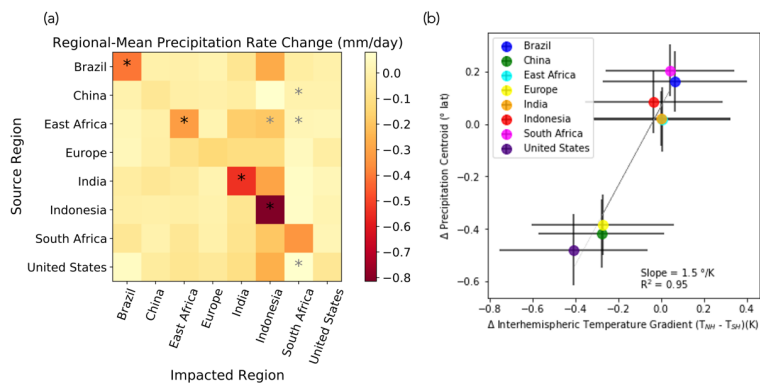 (a)
Regional-Mean Precipitation Rate Change (mm/day)
Source Region
Brazil
China
East Africa
Europe
India
Indonesia
South Africa
United States
*
*
*
*
*
*
*
*
Brazil
China
East Africa
Europe
India
Indonesia
South Africa
United States
Impacted Region
0.0
−0.1
−0.2
−0.3
−0.4
−0.5
−0.6
−0.7
−0.8
(b)
Δ Precipitation Centroid (° lat)
0.2
0.0
−0.2
−0.4
−0.6
Brazil
China
East Africa
Europe
India
Indonesia
South Africa
United States
Slope = 1.5 °/K
R² = 0.95
−0.8 −0.6 −0.4 −0.2 0.0 0.2 0.4
Δ Interhemispheric Temperature Gradient (T_NH - T_SH)(K)